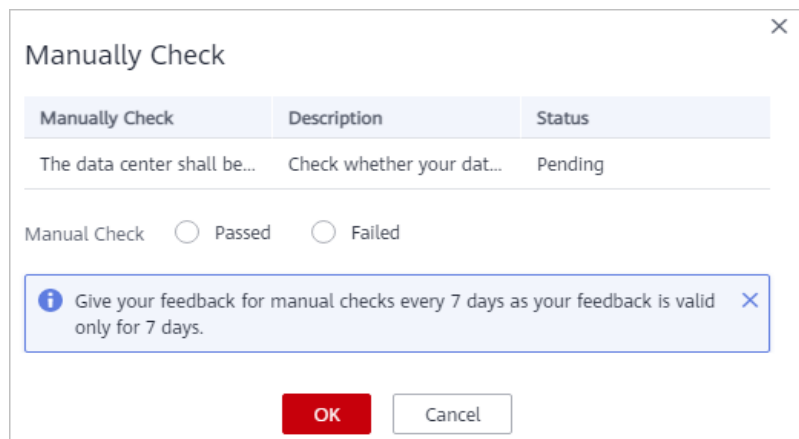 Manually Check
Manually Check Description Status
The data center shall be... Check whether your dat... Pending
Manual Check Passed Failed
Give your feedback for manual checks every 7 days as your feedback is valid
only for 7 days.
OK Cancel